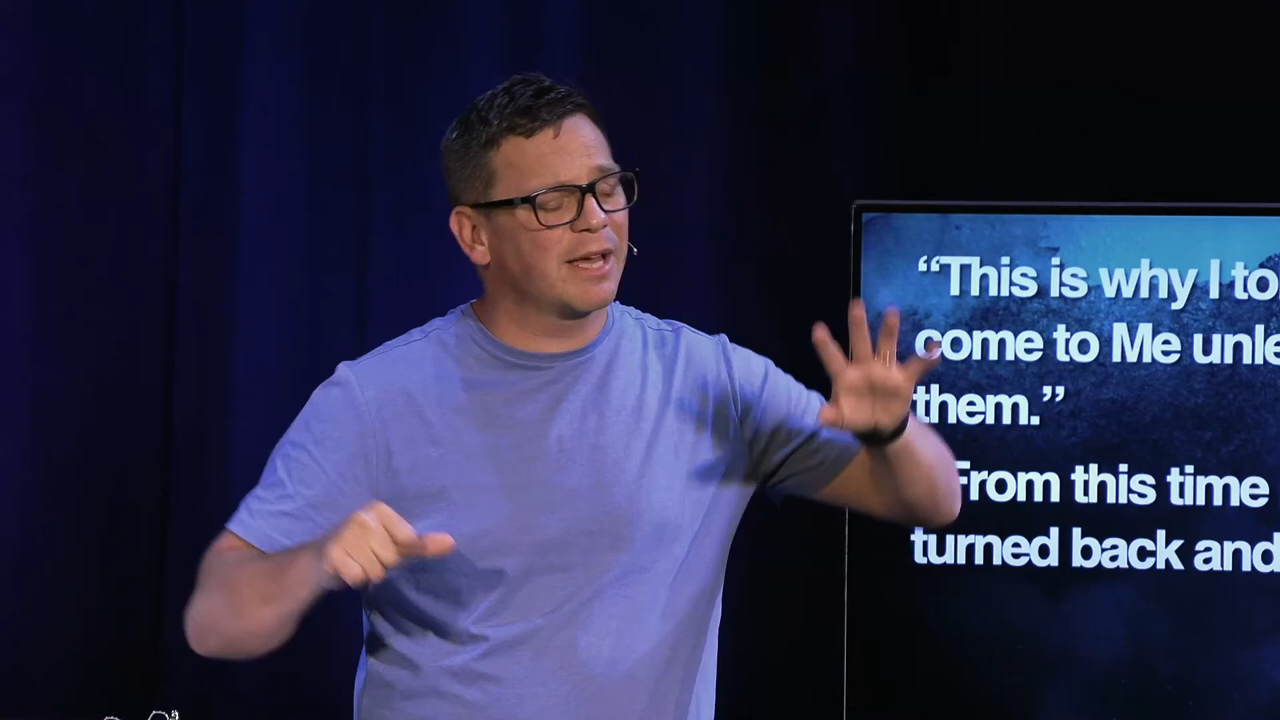 “This is why I to
come to Me unle
them.”
From this time
turned back and